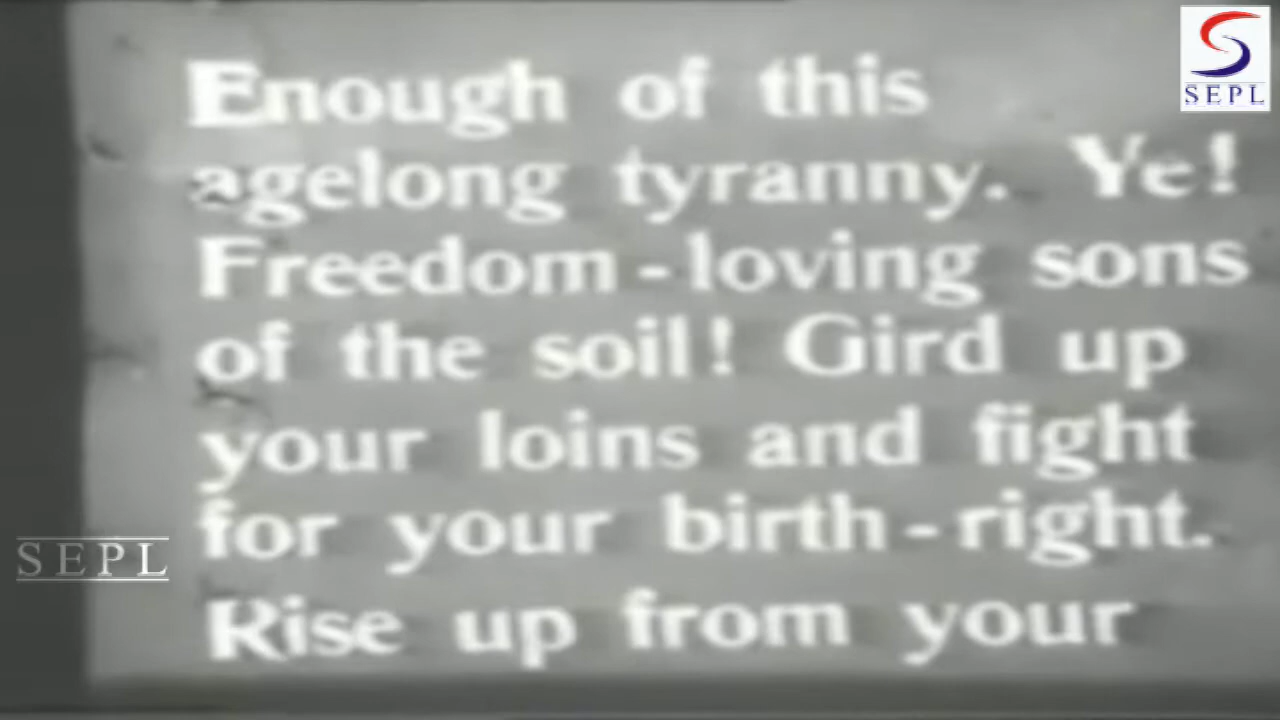 SEPL
Enough of this
agelong tyranny. Ye!
Freedom-loving sons
of the soil! Gird up
your loins and fight
for your birth-right.
Rise up from your
SEPL